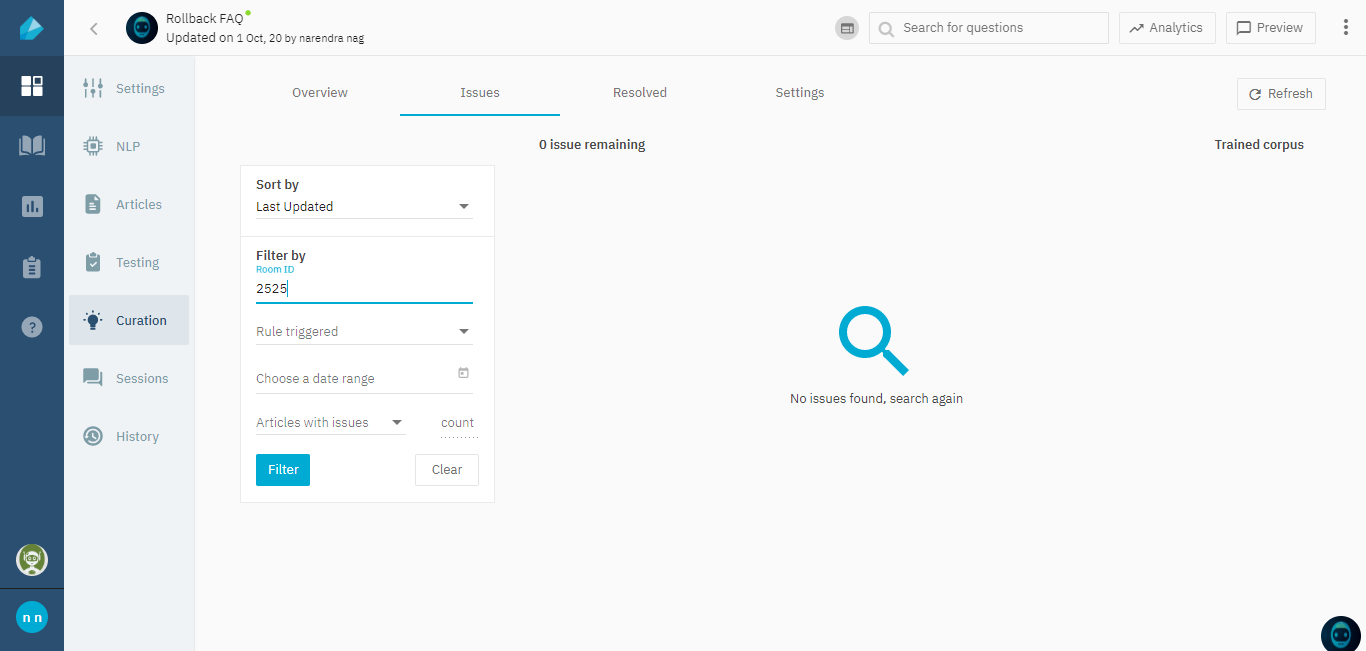 Rollback FAQ
Updated on 1 Oct, 20 by narendra nag
Search for questions
Analytics
Preview
Settings
NLP
Articles
Testing
Curation
Sessions
History
Overview
Issues
Resolved
Settings
Refresh
0 issue remaining
Trained corpus
Sort by
Last Updated
Filter by
Room ID
2525
Rule triggered
Choose a date range
Articles with issues
count
Filter
Clear
No issues found, search again
?
n n